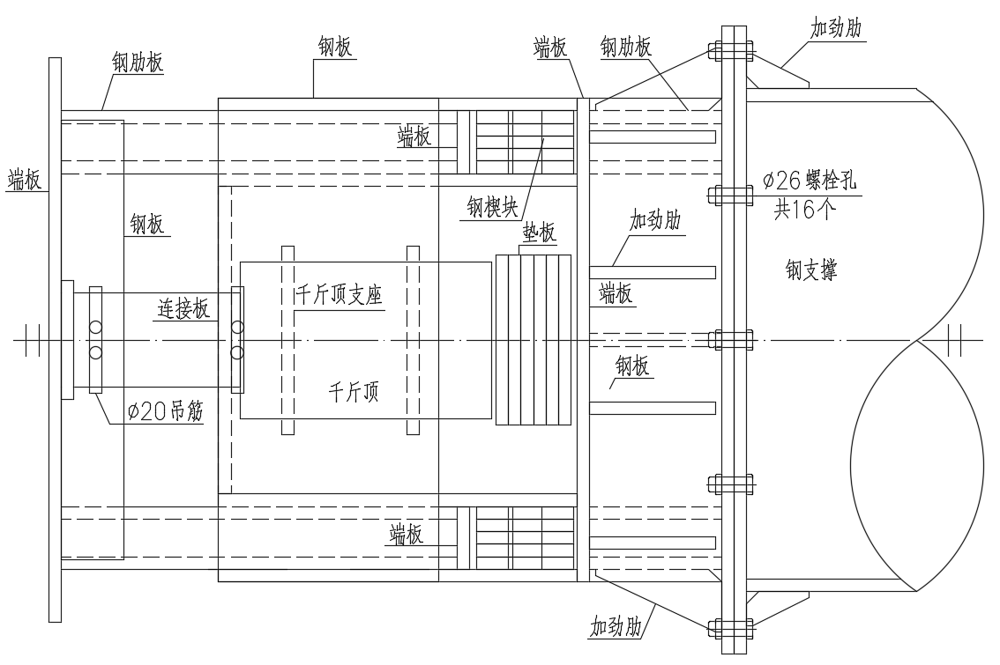 加劲肋
钢板
端板
钢肋板
钢肋板
端板
端板
ø26 螺栓孔
共16个
钢楔块
钢板
加劲肋
垫板
钢支撑
千斤顶支座
端板
连接板
钢板
千斤顶
ø20吊筋
端板
加劲肋